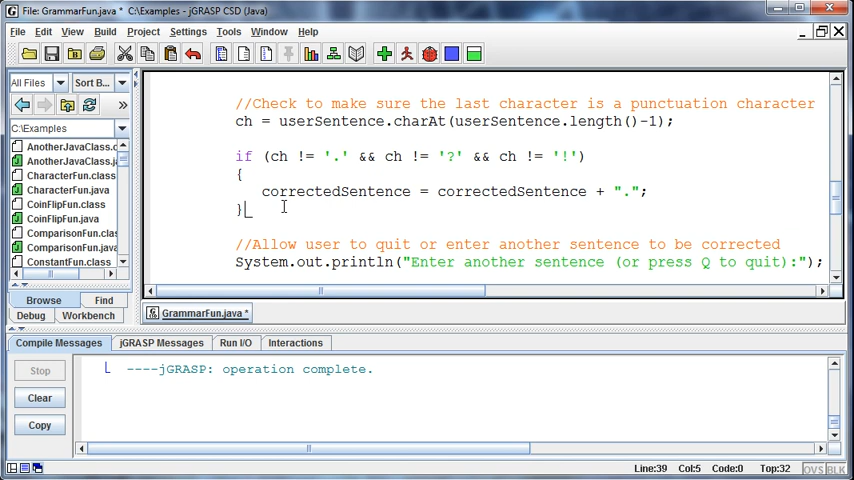 File: GrammarFun.java * C:\Examples - jGRASP CSD (Java)
File Edit View Build Project Settings Tools Window Help
All Files Sort B...
C:\Examples
AnotherJavaClass.c
AnotherJavaClass.ja
CharacterFun.class
CharacterFun.java
CoinFlipFun.class
CoinFlipFun.java
ComparisonFun.clas
ComparisonFun.java
ConstantFun.class
Browse Find
Debug Workbench
//Check to make sure the last character is a punctuation character
ch = userSentence.charAt(userSentence.length()-1);
if (ch != '.' && ch != '?' && ch != '!')
{
correctedSentence = correctedSentence + ".";
}
//Allow user to quit or enter another sentence to be corrected
System.out.println("Enter another sentence (or press Q to quit):");
GrammarFun.java *
Compile Messages jGRASP Messages Run I/O Interactions
Stop
Clear
Copy
----jGRASP: operation complete.
Line:39 Col:5 Code:0 Top:32 OVS BLK